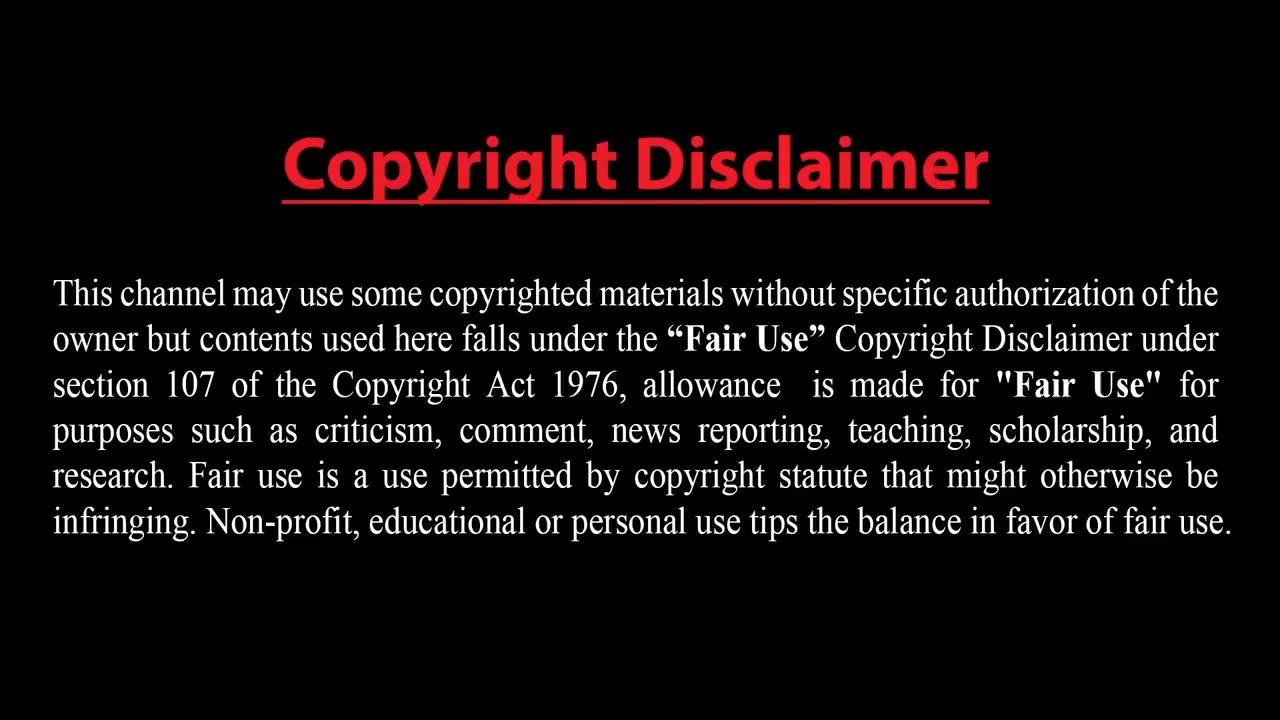 Copyright Disclaimer
This channel may use some copyrighted materials without specific authorization of the
owner but contents used here falls under the “Fair Use” Copyright Disclaimer under
section 107 of the Copyright Act 1976, allowance  is made for "Fair Use" for
purposes such as criticism, comment, news reporting, teaching, scholarship, and
research. Fair use is a use permitted by copyright statute that might otherwise be
infringing. Non-profit, educational or personal use tips the balance in favor of fair use.